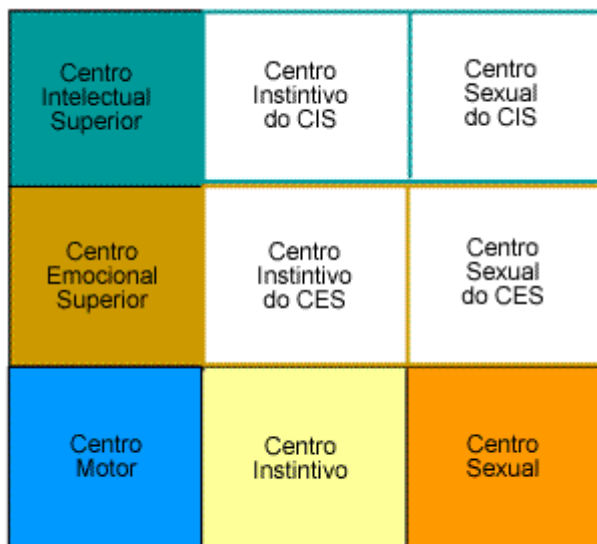 Centro
Intelectual
Superior
Centro
Instintivo
do CIS
Centro
Sexual
do CIS
Centro
Emocional
Superior
Centro
Instintivo
do CES
Centro
Sexual
do CES
Centro
Motor
Centro
Instintivo
Centro
Sexual